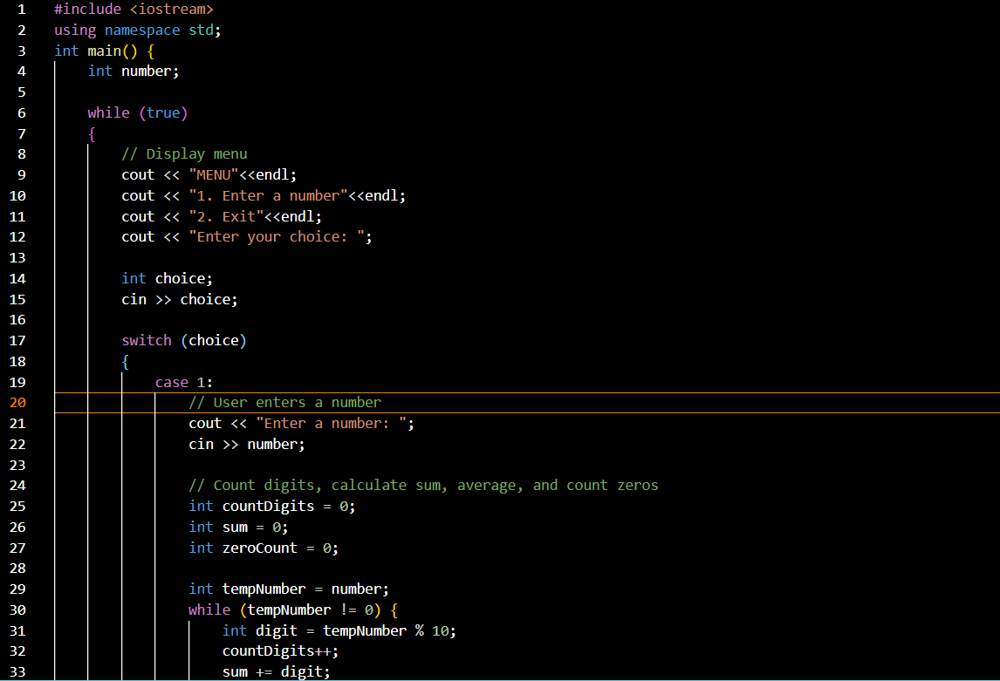 1 #include <iostream>
2 using namespace std;
3 int main() {
4     int number;
5
6     while (true)
7     {
8         // Display menu
9         cout << "MENU"<<endl;
10         cout << "1. Enter a number"<<endl;
11         cout << "2. Exit"<<endl;
12         cout << "Enter your choice: ";
13
14         int choice;
15         cin >> choice;
16
17         switch (choice)
18         {
19             case 1:
20                 // User enters a number
21                 cout << "Enter a number: ";
22                 cin >> number;
23
24                 // Count digits, calculate sum, average, and count zeros
25                 int countDigits = 0;
26                 int sum = 0;
27                 int zeroCount = 0;
28
29                 int tempNumber = number;
30                 while (tempNumber != 0) {
31                     int digit = tempNumber % 10;
32                     countDigits++;
33                     sum += digit;